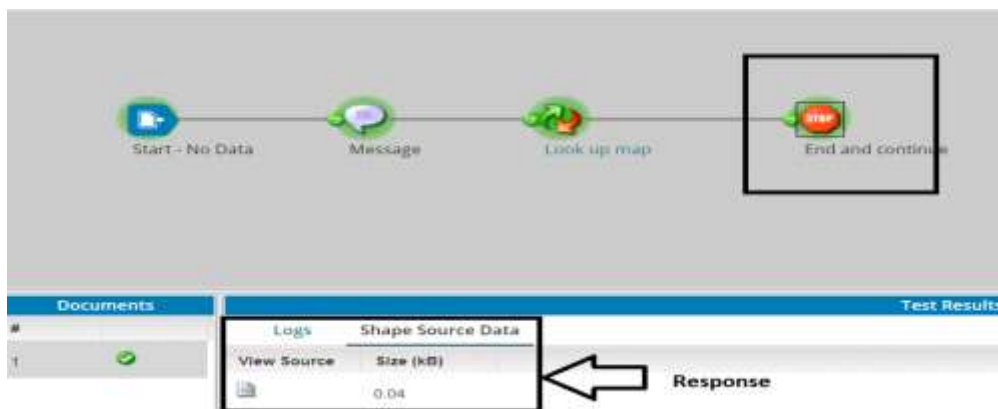 STOP
Start - No Data
Message
Look up map
End and continue
Documents
Test Results
#
Logs
Shape Source Data
View Source
Size (kB)
1
0.04
Response